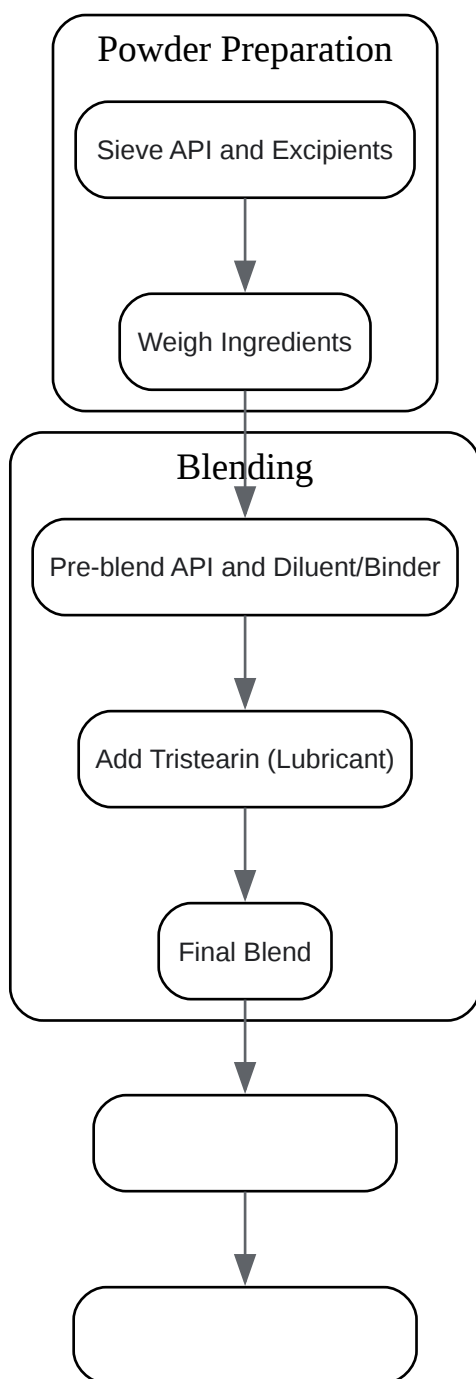 Powder Preparation
Sieve API and Excipients
Weigh Ingredients
Blending
Pre-blend API and Diluent/Binder
Add Tristearin (Lubricant)
Final Blend